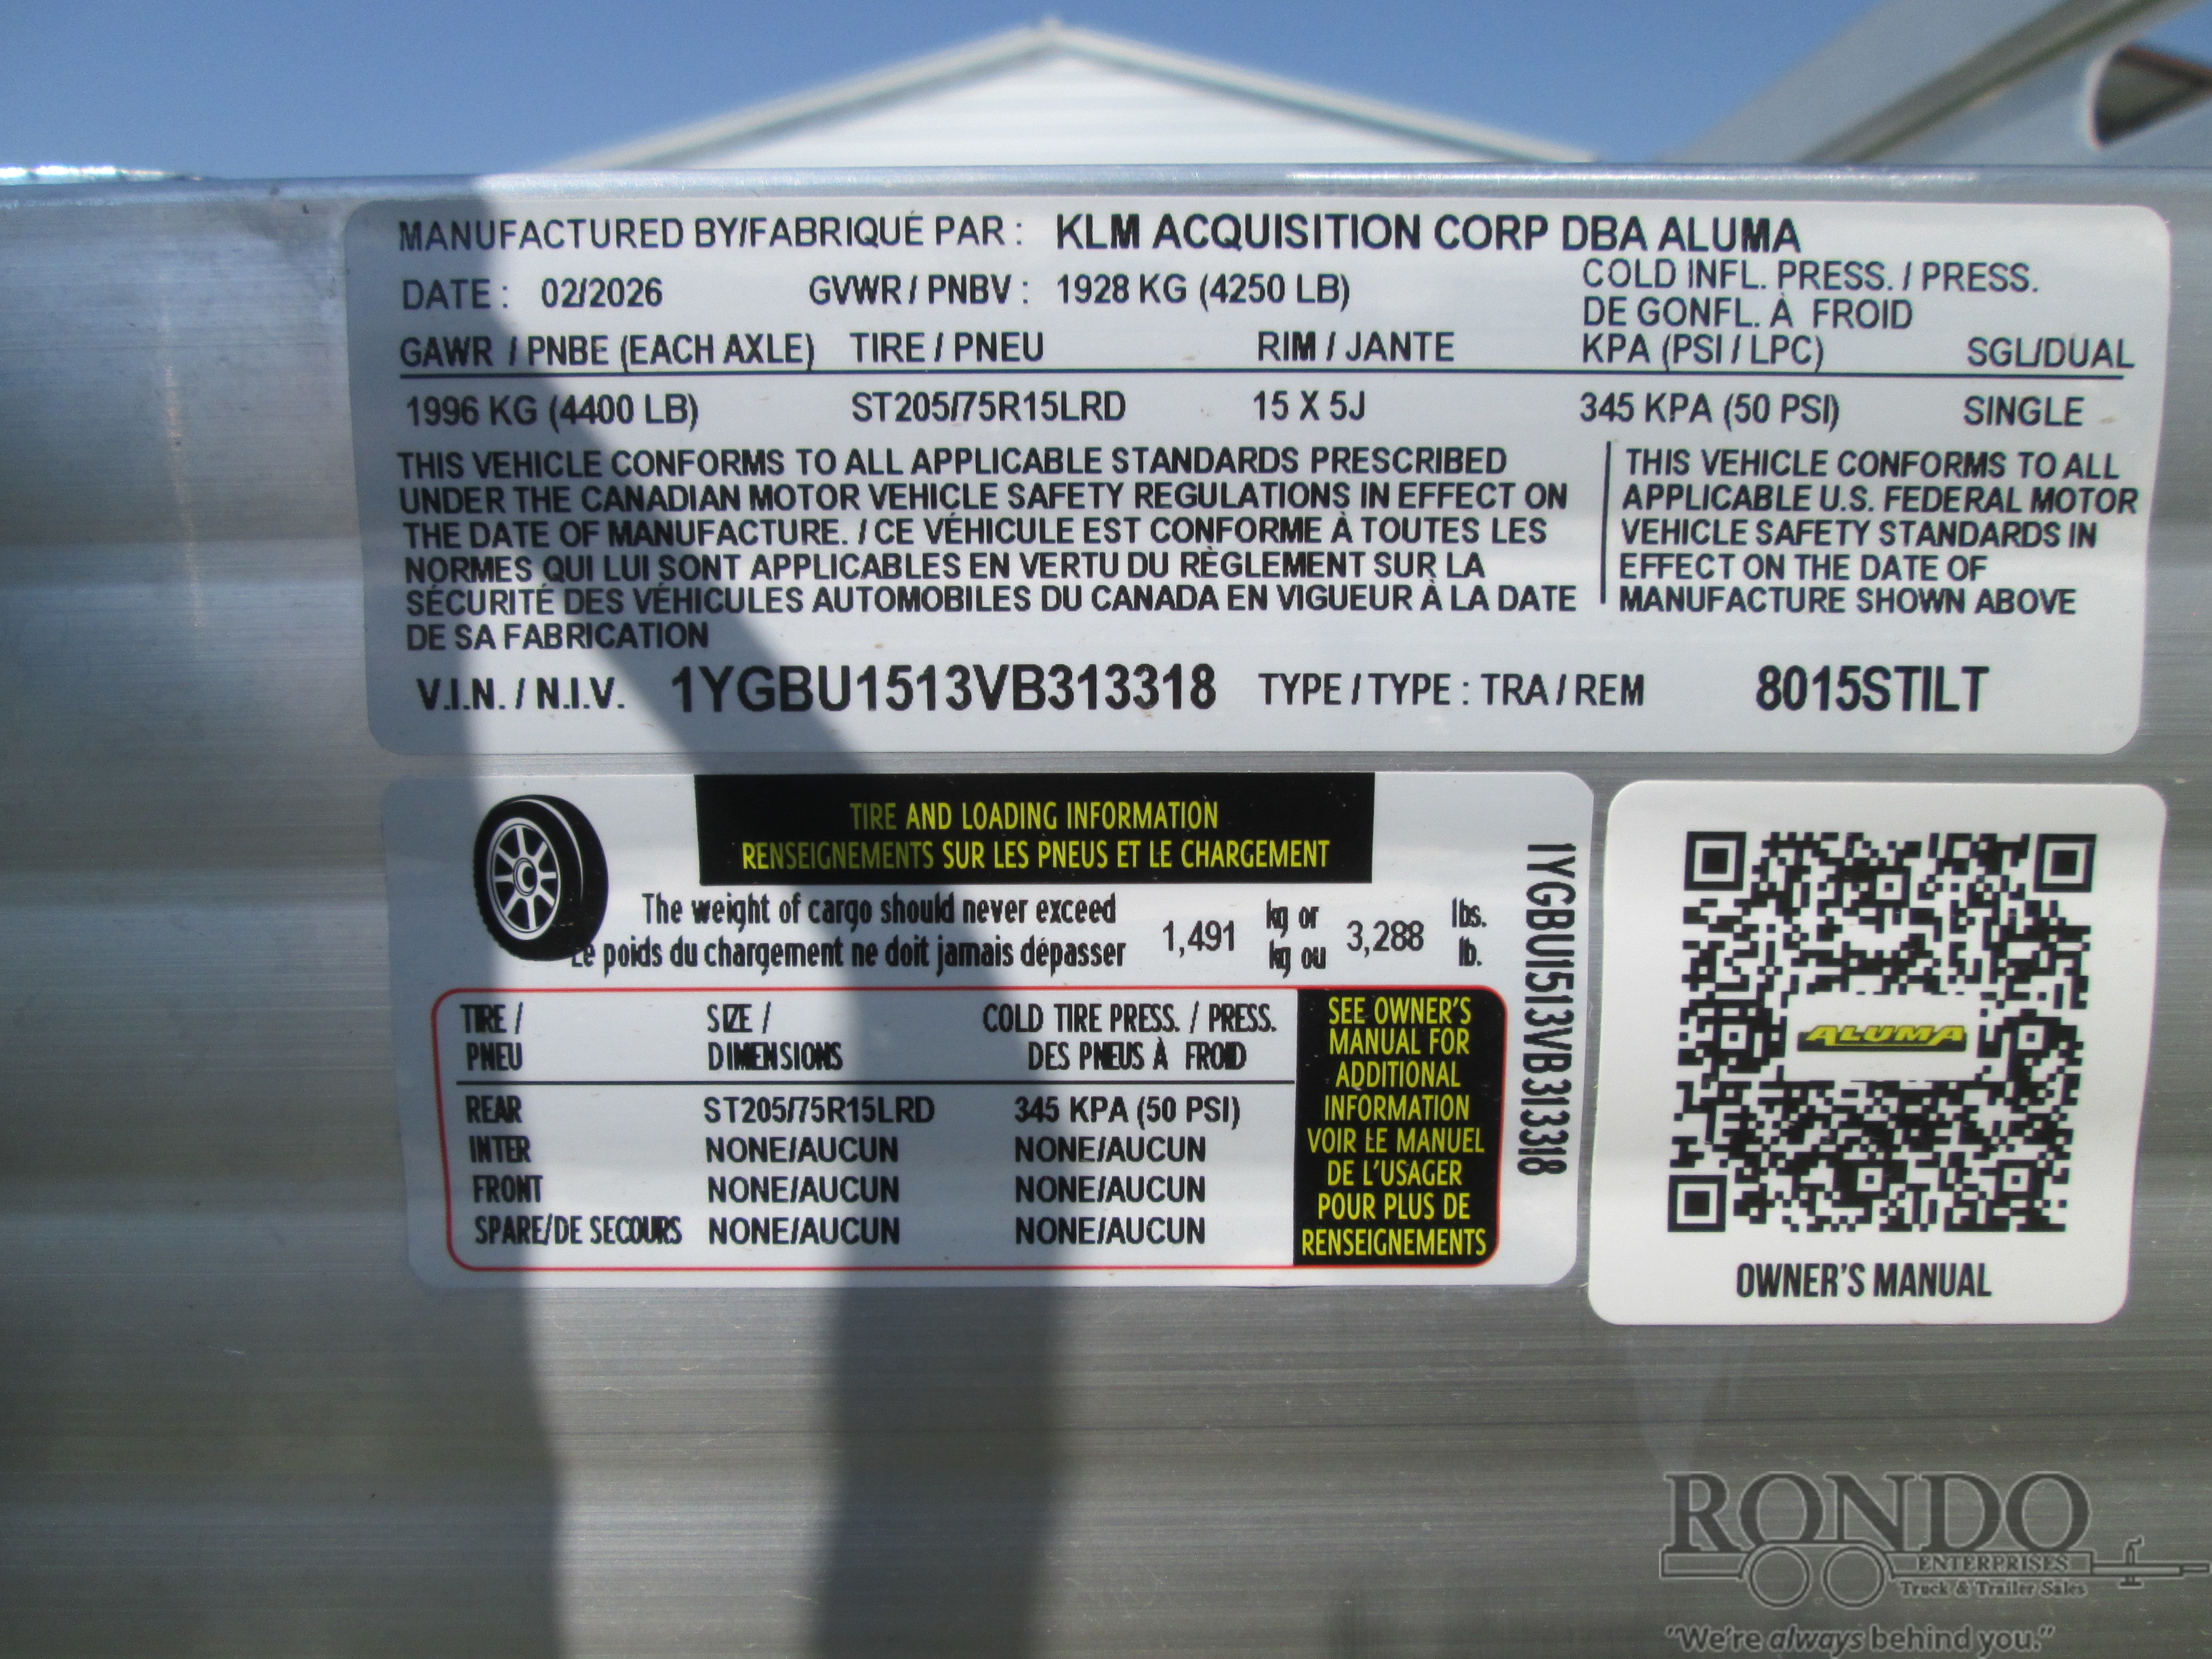 MANUFACTURED BY/FABRIQUÉ PAR : KLM ACQUISITION CORP DBA ALUMA
DATE : 02/2026 GVWR / PNBV : 1928 KG (4250 LB)
COLD INFL. PRESS. / PRESS.
DE GONFL. À FROID
GAWR / PNBE (EACH AXLE) TIRE / PNEU RIM / JANTE KPA (PSI / LPC) SGL/DUAL
1996 KG (4400 LB) ST205/75R15LRD 15 X 5J 345 KPA (50 PSI) SINGLE
THIS VEHICLE CONFORMS TO ALL APPLICABLE STANDARDS PRESCRIBED
UNDER THE CANADIAN MOTOR VEHICLE SAFETY REGULATIONS IN EFFECT ON
THE DATE OF MANUFACTURE. / CE VÉHICULE EST CONFORME À TOUTES LES
NORMES QUI LUI SONT APPLICABLES EN VERTU DU RÈGLEMENT SUR LA
SÉCURITÉ DES VÉHICULES AUTOMOBILES DU CANADA EN VIGUEUR À LA DATE
DE SA FABRICATION
THIS VEHICLE CONFORMS TO ALL
APPLICABLE U.S. FEDERAL MOTOR
VEHICLE SAFETY STANDARDS IN
EFFECT ON THE DATE OF
MANUFACTURE SHOWN ABOVE
V.I.N. / N.I.V. 1YGBU1513VB313318 TYPE / TYPE : TRA / REM 8015STILT
TIRE AND LOADING INFORMATION
RENSEIGNEMENTS SUR LES PNEUS ET LE CHARGEMENT
The weight of cargo should never exceed 1,491 kg or 3,288 lbs.
Le poids du chargement ne doit jamais dépasser kg ou lb.
TIRE / SIZE / COLD TIRE PRESS. / PRESS.
PNEU DIMENSIONS DES PNEUS À FROID
REAR ST205/75R15LRD 345 KPA (50 PSI)
INTER NONE/AUCUN NONE/AUCUN
FRONT NONE/AUCUN NONE/AUCUN
SPARE/DE SECOURS NONE/AUCUN NONE/AUCUN
SEE OWNER'S
MANUAL FOR
ADDITIONAL
INFORMATION
VOIR LE MANUEL
DE L'USAGER
POUR PLUS DE
RENSEIGNEMENTS
1YGBU1513VB313318
ALUMA
OWNER'S MANUAL
RONDO
ENTERPRISES
Truck & Trailer Sales
"We're always behind you."